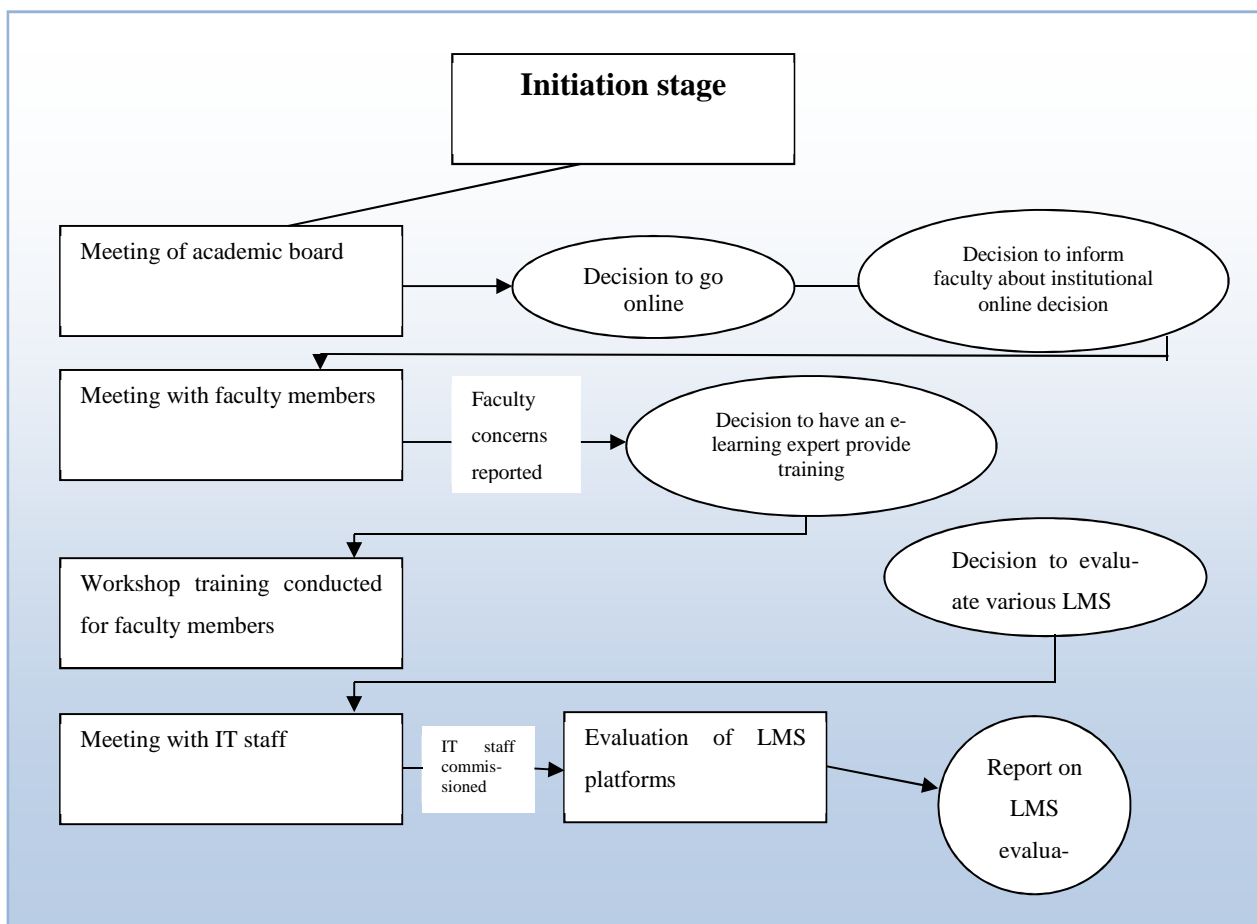 Initiation stage
Meeting of academic board
Decision to go
online
Decision to inform
faculty about institutional
online decision
Meeting with faculty members
Faculty
concerns
reported
Decision to have an e-
learning expert provide
training
Workshop training conducted
for faculty members
Decision to evalu-
ate various LMS
Meeting with IT staff
IT staff
commis-
sioned
Evaluation of LMS
platforms
Report on
LMS
evalua-